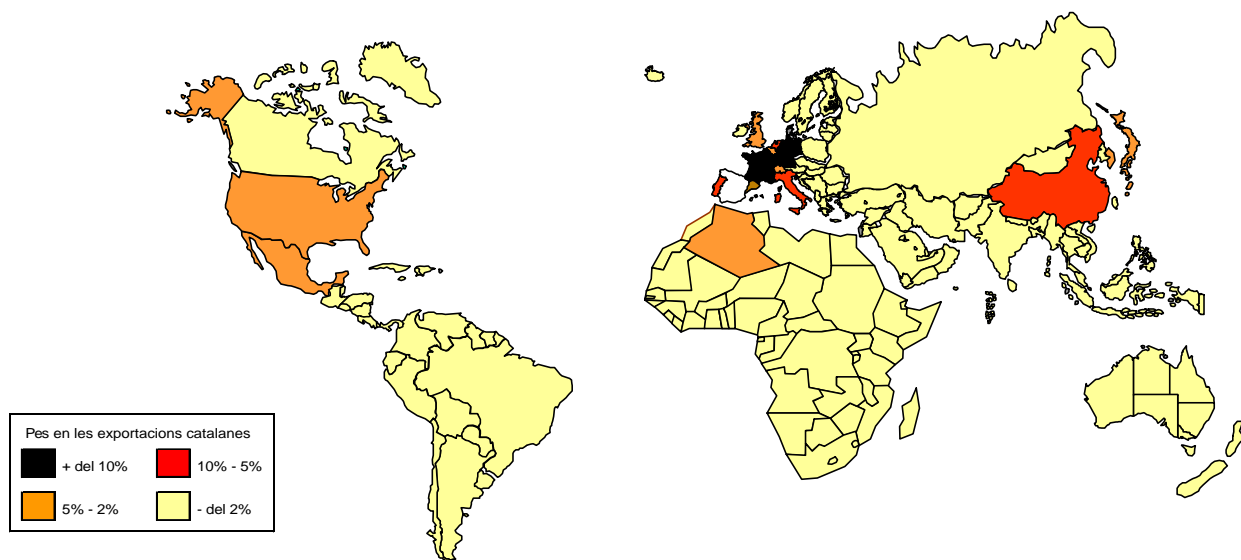 Pes en les exportacions catalanes
+ del 10%
10% - 5%
5% - 2%
- del 2%